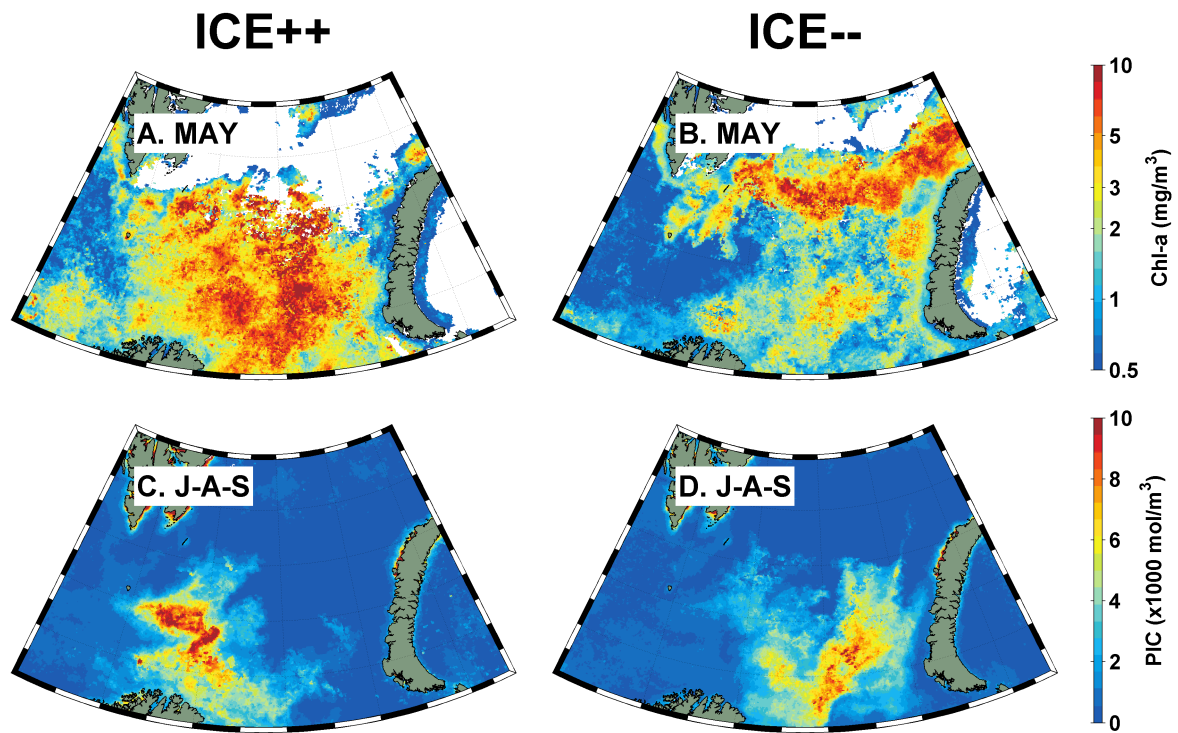 ICE++
ICE--
A. MAY
B. MAY
10
5
3
2
1
0.5
Chl-a (mg/m³)
C. J-A-S
D. J-A-S
10
8
6
4
2
0
PIC (x1000 mol/m³)